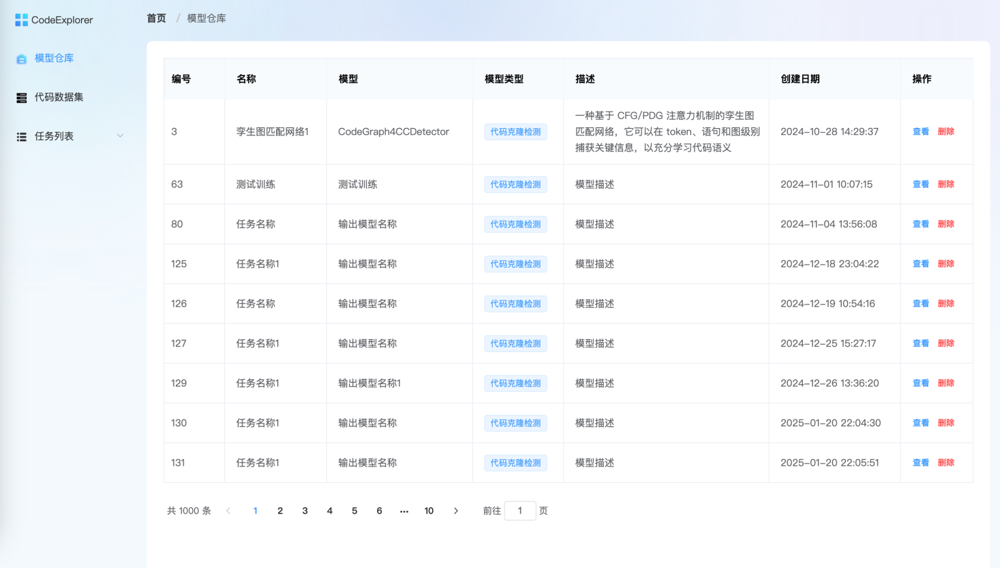 CodeExplorer
首页 / 模型仓库
模型仓库
代码数据集
任务列表
编号 名称 模型 模型类型 描述 创建日期 操作
3 孪生图匹配网络1 CodeGraph4CCDetector 代码克隆检测 一种基于 CFG/PDG 注意力机制的孪生图
匹配网络，它可以在 token、语句和图级别
捕获关键信息，以充分学习代码语义 2024-10-28 14:29:37 查看 删除
63 测试训练 测试训练 代码克隆检测 模型描述 2024-11-01 10:07:15 查看 删除
80 任务名称 输出模型名称 代码克隆检测 模型描述 2024-11-04 13:56:08 查看 删除
125 任务名称1 输出模型名称 代码克隆检测 模型描述 2024-12-18 23:04:22 查看 删除
126 任务名称 输出模型名称 代码克隆检测 模型描述 2024-12-19 10:54:16 查看 删除
127 任务名称1 输出模型名称 代码克隆检测 模型描述 2024-12-25 15:27:17 查看 删除
129 任务名称1 输出模型名称1 代码克隆检测 模型描述 2024-12-26 13:36:20 查看 删除
130 任务名称1 输出模型名称 代码克隆检测 模型描述 2025-01-20 22:04:30 查看 删除
131 任务名称1 输出模型名称 代码克隆检测 模型描述 2025-01-20 22:05:51 查看 删除
共 1000 条 1 2 3 4 5 6 ··· 10 前往 1 页